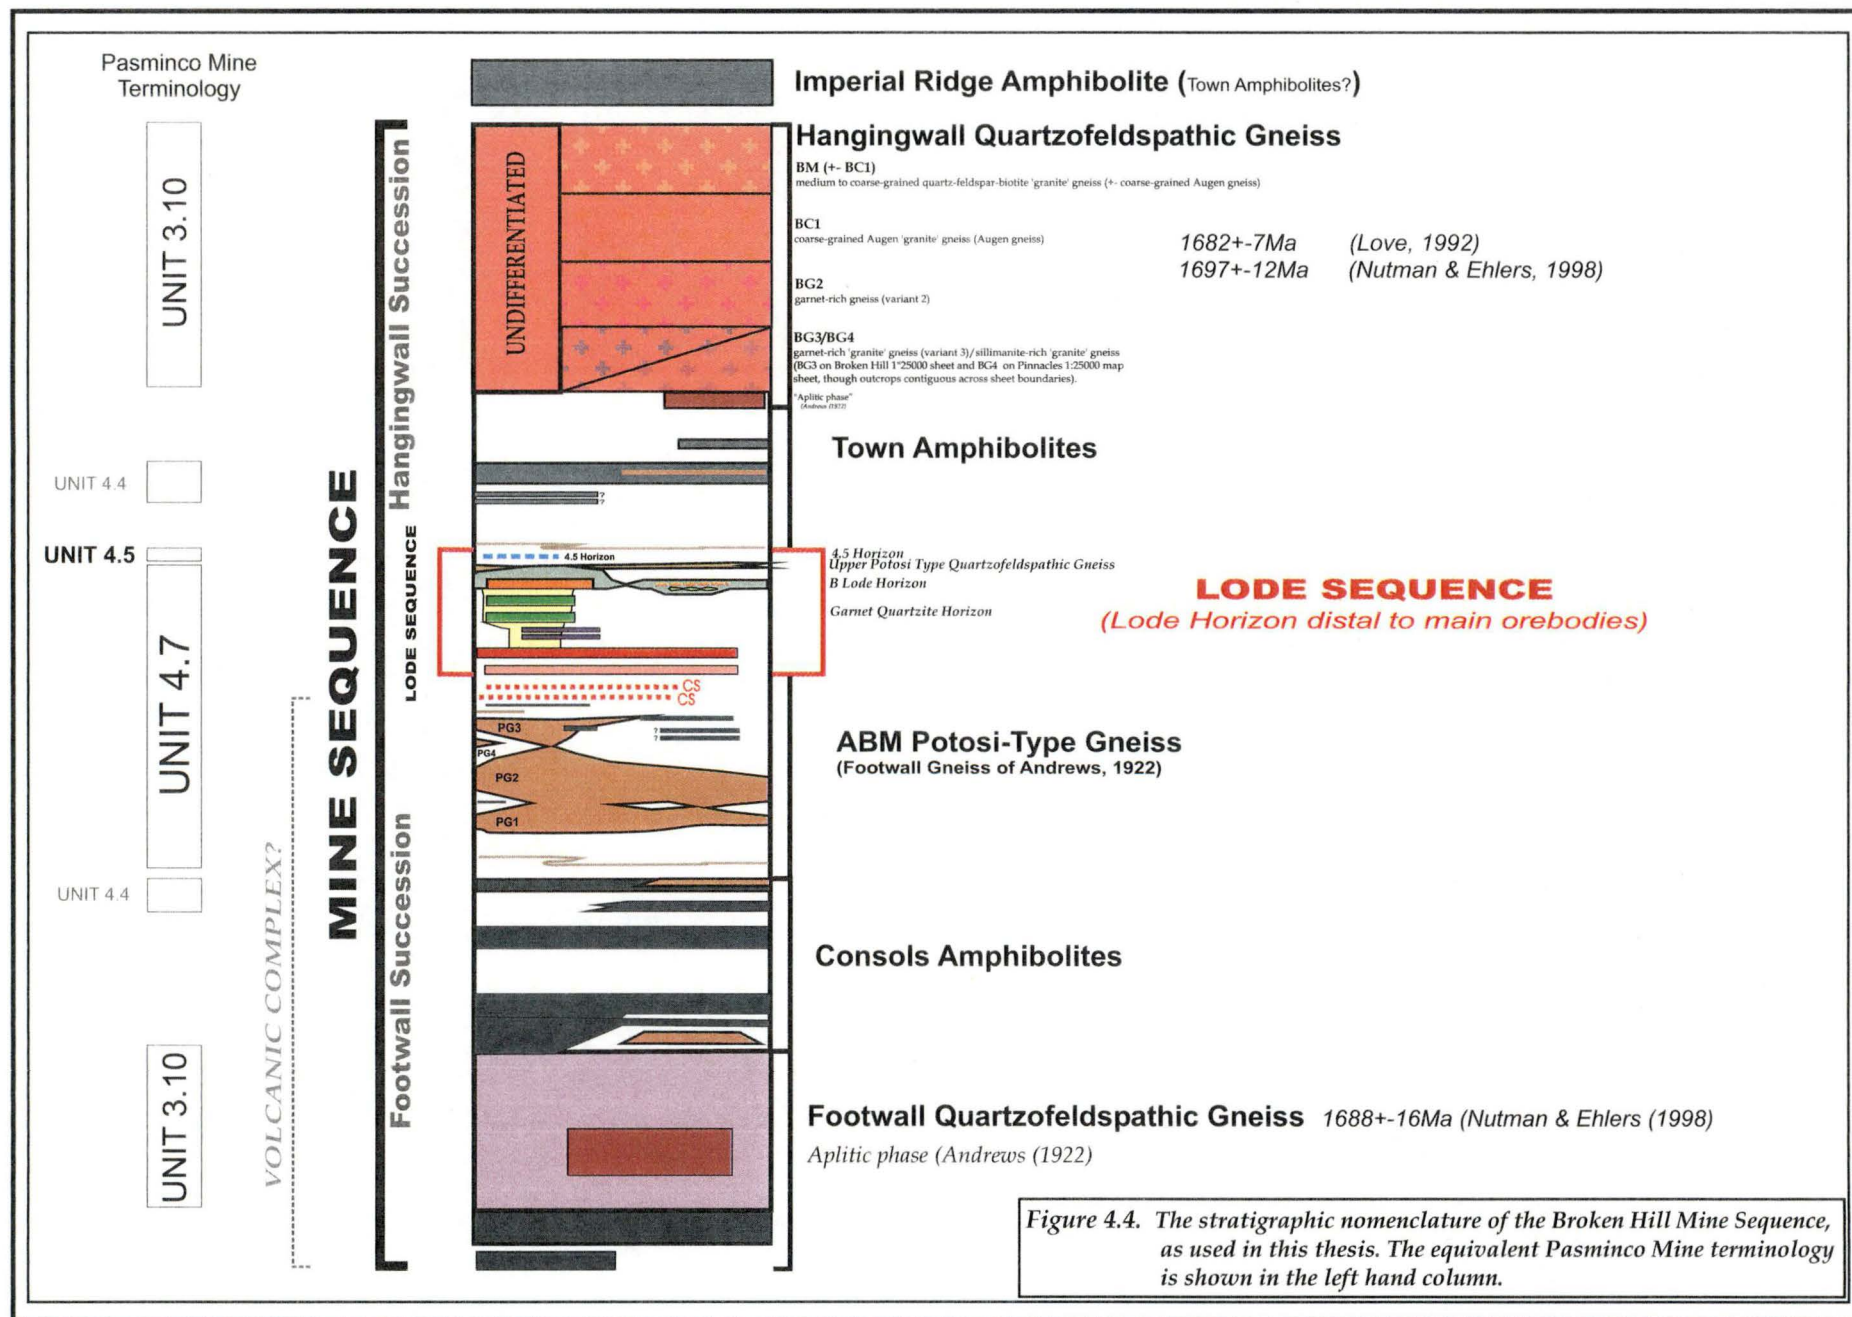 Pasminco Mine
Terminology
UNIT 3.10
UNIT 4.4
UNIT 4.5
UNIT 4.7
UNIT 4.4
UNIT 3.10
VOLCANIC COMPLEX?
MINE SEQUENCE
Hangingwall Succession
LODE SEQUENCE
Footwall Succession
UNDIFFERENTIATED
?
?
4.5 Horizon
CS
CS
PG3
?
?
PG4
PG2
PG1
Imperial Ridge Amphibolite (Town Amphibolites?)
Hangingwall Quartzofeldspathic Gneiss
BM (+- BC1)
medium to coarse-grained quartz-feldspar-biotite 'granite' gneiss (+- coarse-grained Augen gneiss)
BC1
coarse-grained Augen 'granite' gneiss (Augen gneiss)
1682+-7Ma (Love, 1992)
1697+-12Ma (Nutman & Ehlers, 1998)
BG2
garnet-rich gneiss (variant 2)
BG3/BG4
garnet-rich 'granite' gneiss (variant 3)/sillimanite-rich 'granite' gneiss
(BG3 on Broken Hill 1"25000 sheet and BG4 on Pinnacles 1:25000 map
sheet, though outcrops contiguous across sheet boundaries).
"Aplitic phase"
(Andrews (1922)
Town Amphibolites
4.5 Horizon
Upper Potosi Type Quartzofeldspathic Gneiss
B Lode Horizon
Garnet Quartzite Horizon
LODE SEQUENCE
(Lode Horizon distal to main orebodies)
ABM Potosi-Type Gneiss
(Footwall Gneiss of Andrews, 1922)
Consols Amphibolites
Footwall Quartzofeldspathic Gneiss 1688+-16Ma (Nutman & Ehlers (1998)
Aplitic phase (Andrews (1922)
Figure 4.4. The stratigraphic nomenclature of the Broken Hill Mine Sequence,
as used in this thesis. The equivalent Pasminco Mine terminology
is shown in the left hand column.